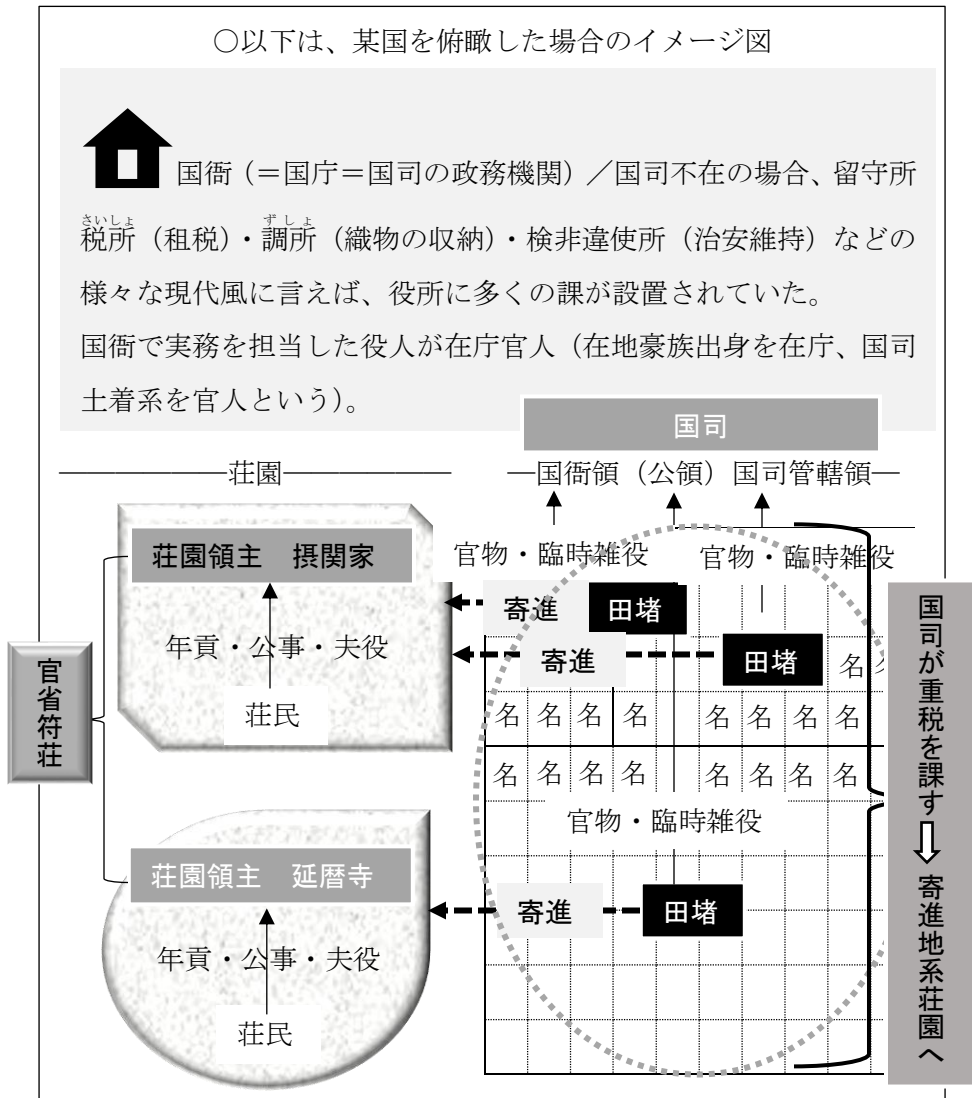 〇以下は、某国を俯瞰した場合のイメージ図
国衙（＝国庁＝国司の政務機関）／国司不在の場合、留守所
さいしょ ずしょ
税所（租税）・調所（織物の収納）・検非違使所（治安維持）などの
様々な現代風に言えば、役所に多くの課が設置されていた。
国衙で実務を担当した役人が在庁官人（在地豪族出身を在庁、国司
土着系を官人という）。
国司
荘園
国衙領（公領）国司管轄領
官省符荘
荘園領主 摂関家
年貢・公事・夫役
荘民
荘園領主 延暦寺
年貢・公事・夫役
荘民
官物・臨時雑役 官物・臨時雑役
寄進 田堵
寄進 田堵 名 名
名 名 名 名 名 名 名 名
名 名 名 名 名 名 名 名
官物・臨時雑役
寄進 田堵
国司が重税を課す⇩寄進地系荘園へ